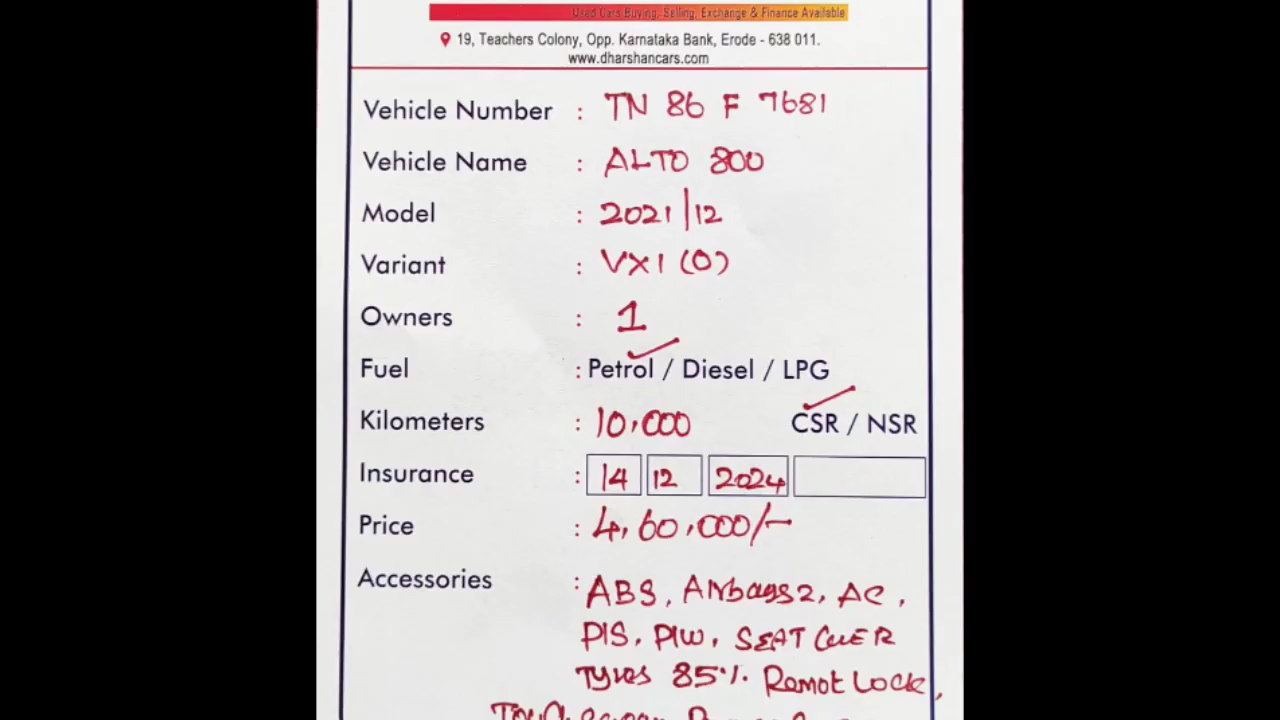 Used Cars Buying, Selling, Exchange & Finance Available
19, Teachers Colony, Opp. Karnataka Bank, Erode - 638 011.
www.dharshancars.com
Vehicle Number : TN 86 F 7681
Vehicle Name : ALTO 800
Model : 2021/12
Variant : VXI (O)
Owners : 1
Fuel : Petrol / Diesel / LPG
Kilometers : 10,000 CSR / NSR
Insurance : 14 12 2024
Price : 4,60,000/-
Accessories : ABS, AIrbags2, AC,
P/S, P/W, SEAT CovER
Tyres 85%. Remot Lock,
Touch screen